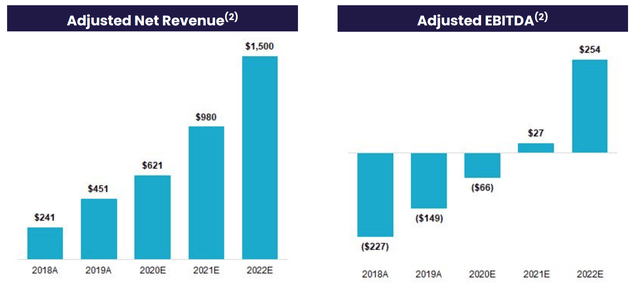 Adjusted Net Revenue(2)
$1,500
$980
$621
$451
$241
2018A 2019A 2020E 2021E 2022E
Adjusted EBITDA(2)
$254
$27
($66)
($149)
($227)
2018A 2019A 2020E 2021E 2022E